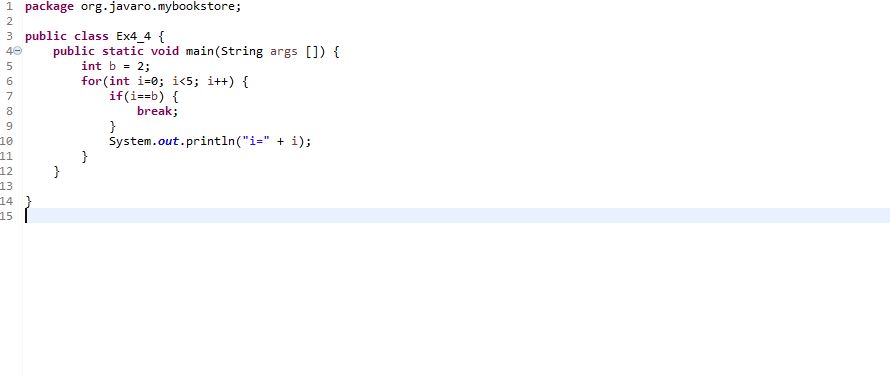 1 package org.javaro.mybookstore;
2
3 public class Ex4_4 {
4 public static void main(String args []) {
5 int b = 2;
6 for(int i=0; i<5; i++) {
7 if(i==b) {
8 break;
9 }
10 System.out.println("i=" + i);
11 }
12 }
13
14 }
15